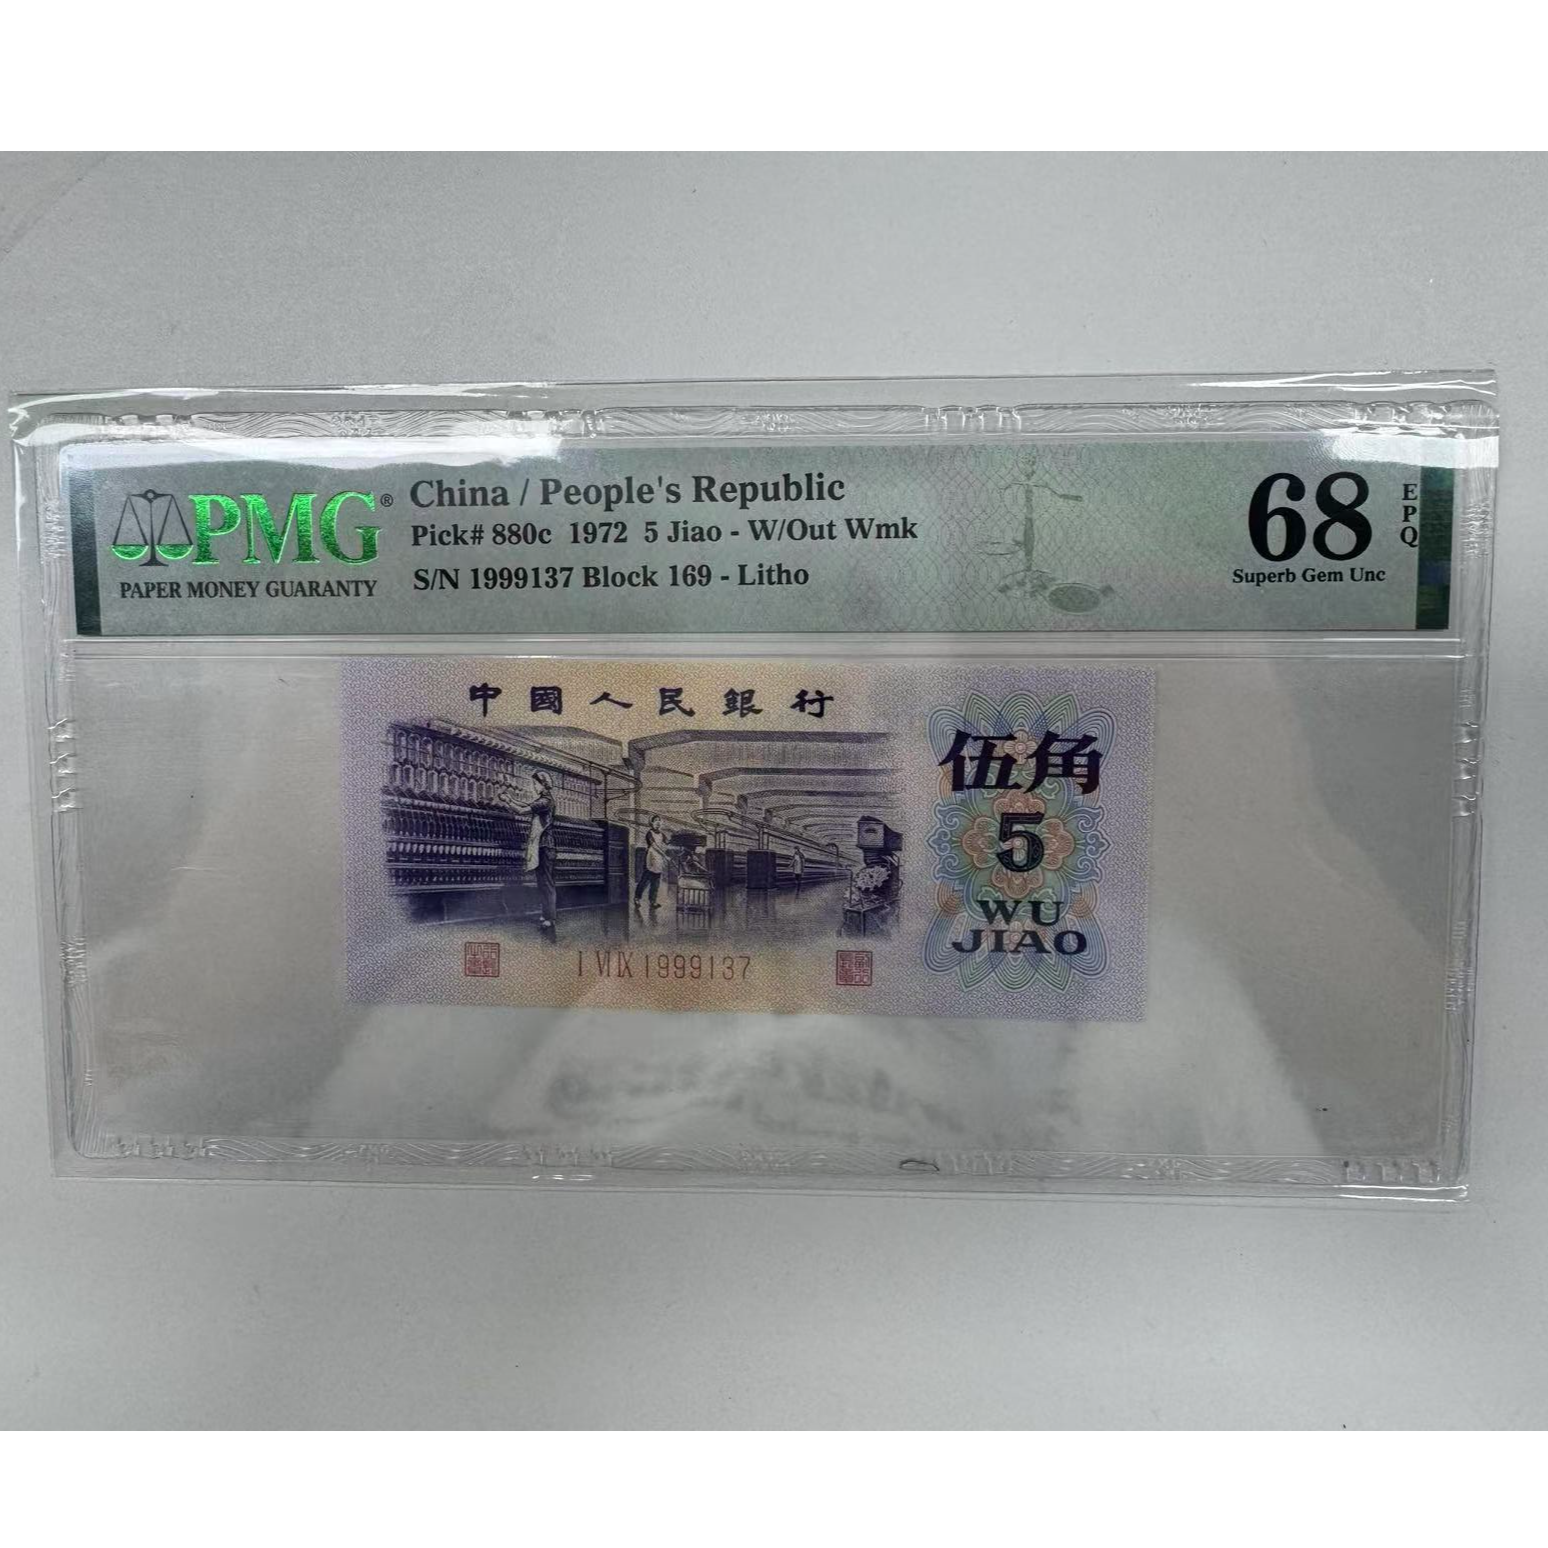 PMG®
PAPER MONEY GUARANTY
China / People's Republic
Pick# 880c 1972 5 Jiao - W/Out Wmk
S/N 1999137 Block 169 - Litho
68
EPQ
Superb Gem Unc
中國人民銀行
伍角
5
WU
JIAO
I VI IX 1999137